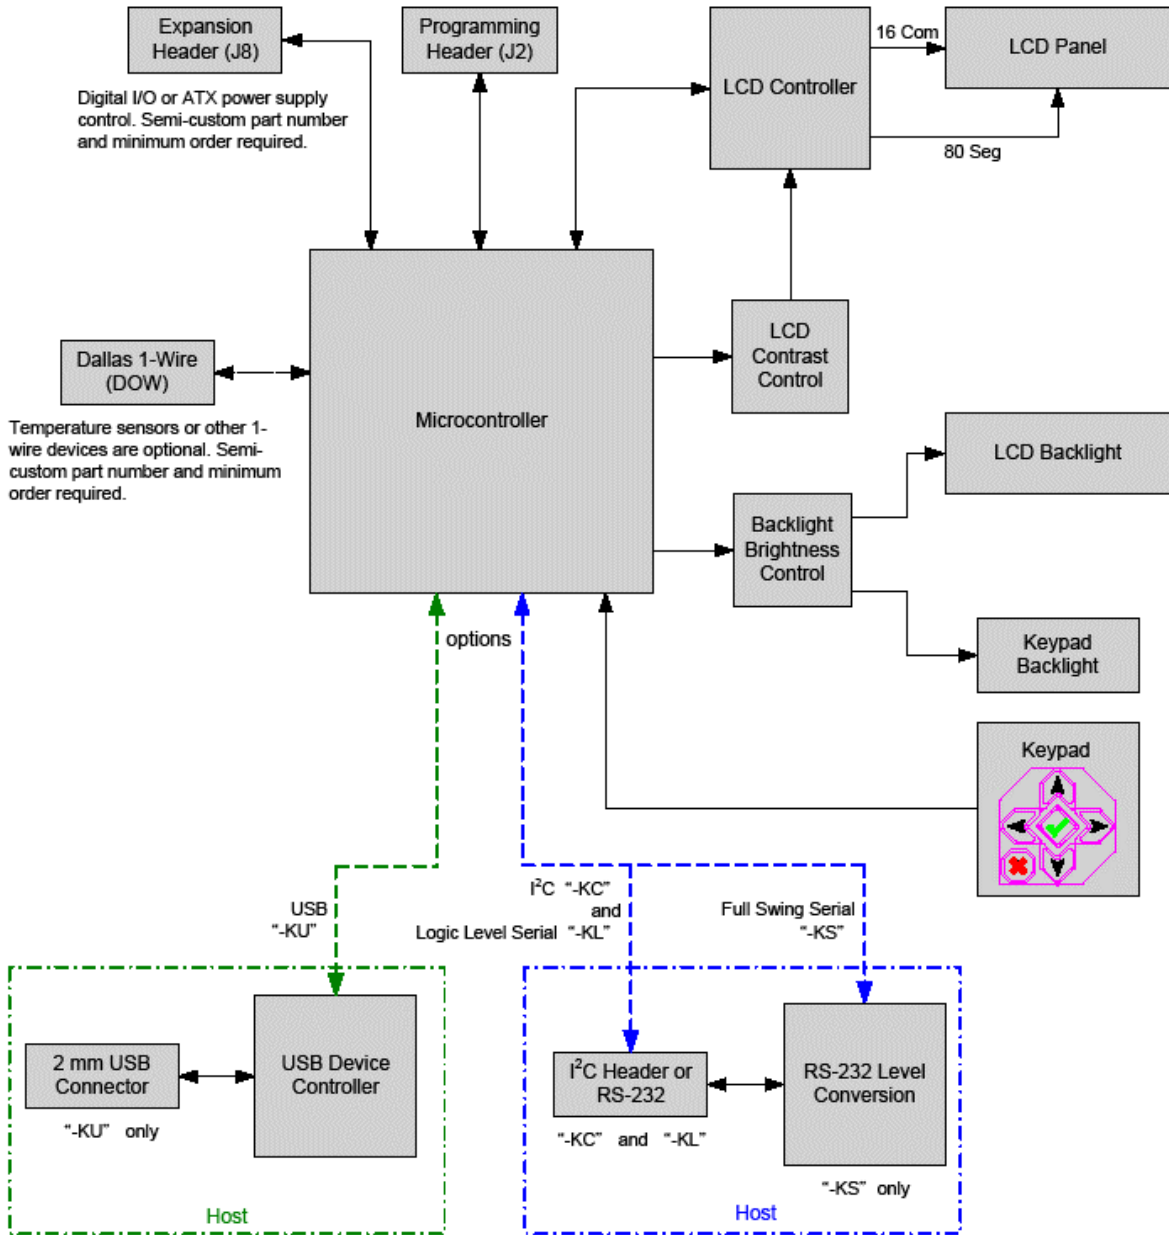 Expansion
Header (J8)
Programming
Header (J2)
LCD Controller
16 Com
LCD Panel
80 Seg
Digital I/O or ATX power supply
control. Semi-custom part number
and minimum order required.
Dallas 1-Wire
(DOW)
Temperature sensors or other 1-
wire devices are optional. Semi-
custom part number and minimum
order required.
Microcontroller
LCD
Contrast
Control
LCD Backlight
Backlight
Brightness
Control
Keypad
Backlight
options
Keypad
USB
“-KU”
I²C “-KC”
and
Logic Level Serial “-KL”
Full Swing Serial
“-KS”
2 mm USB
Connector
“-KU” only
USB Device
Controller
Host
I²C Header or
RS-232
“-KC” and “-KL”
RS-232 Level
Conversion
“-KS” only
Host